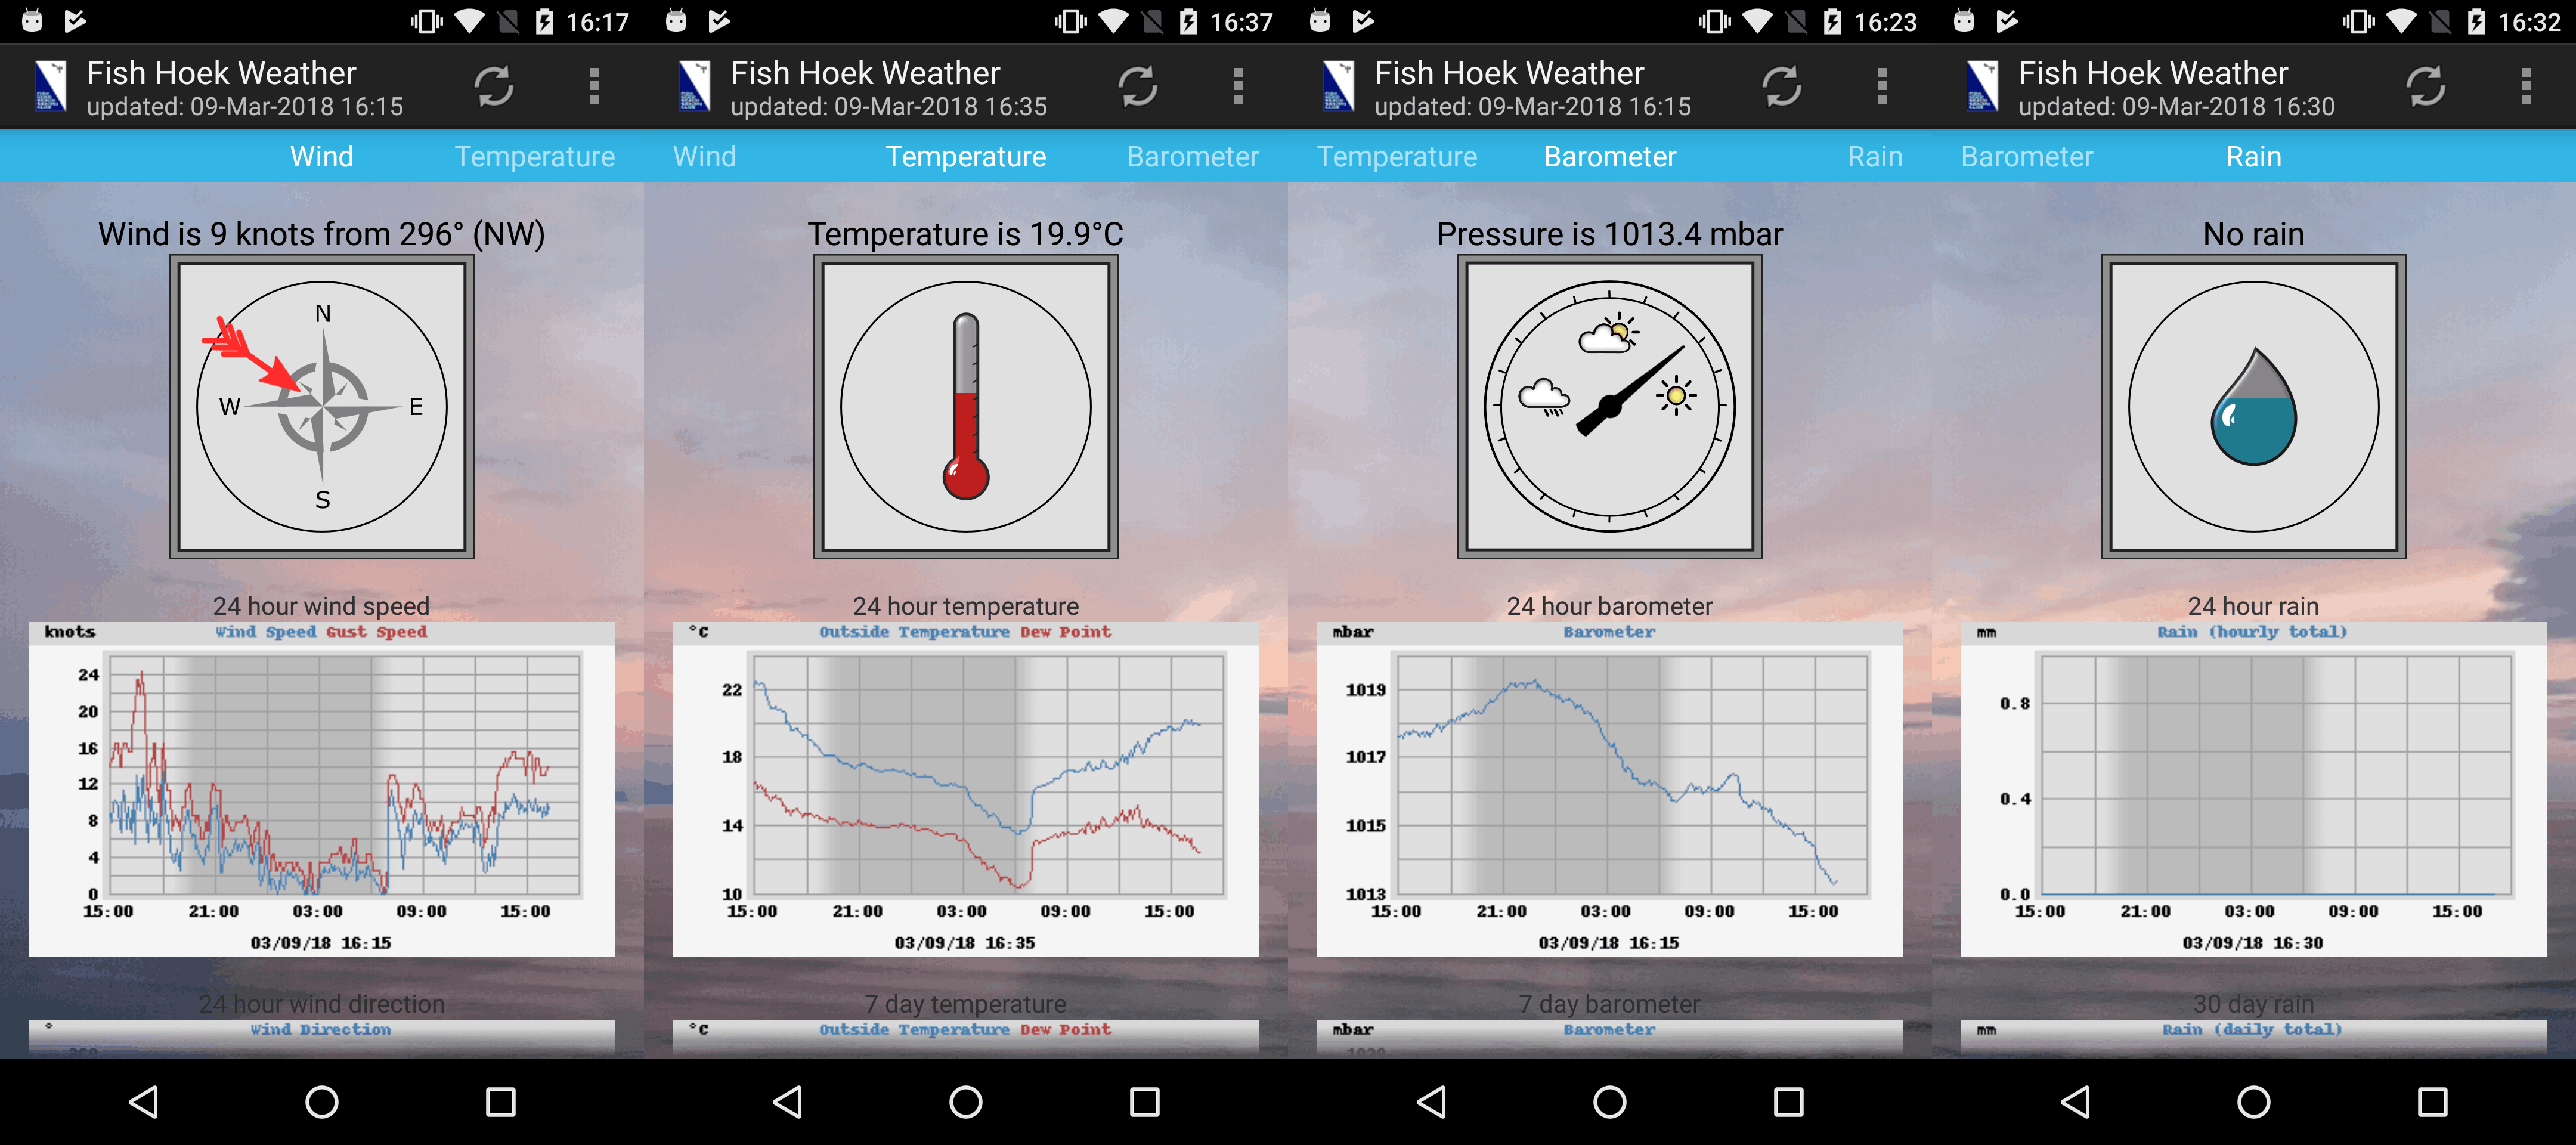 16:17
Fish Hoek Weather
updated: 09-Mar-2018 16:15
Wind Temperature
Wind is 9 knots from 296° (NW)
N
W E
S
24 hour wind speed
knots Wind Speed Gust Speed
24
20
16
12
8
4
0
15:00 21:00 03:00 09:00 15:00
03/09/18 16:15
24 hour wind direction
° Wind Direction
360
16:37
Fish Hoek Weather
updated: 09-Mar-2018 16:35
Wind Temperature Barometer
Temperature is 19.9°C
24 hour temperature
°C Outside Temperature Dew Point
22
18
14
10
15:00 21:00 03:00 09:00 15:00
03/09/18 16:35
7 day temperature
°C Outside Temperature Dew Point
16:23
Fish Hoek Weather
updated: 09-Mar-2018 16:15
Temperature Barometer Rain
Pressure is 1013.4 mbar
24 hour barometer
mbar Barometer
1019
1017
1015
1013
15:00 21:00 03:00 09:00 15:00
03/09/18 16:15
7 day barometer
mbar Barometer
16:32
Fish Hoek Weather
updated: 09-Mar-2018 16:30
Barometer Rain
No rain
24 hour rain
mm Rain (hourly total)
0.8
0.4
0.0
15:00 21:00 03:00 09:00 15:00
03/09/18 16:30
30 day rain
mm Rain (daily total)